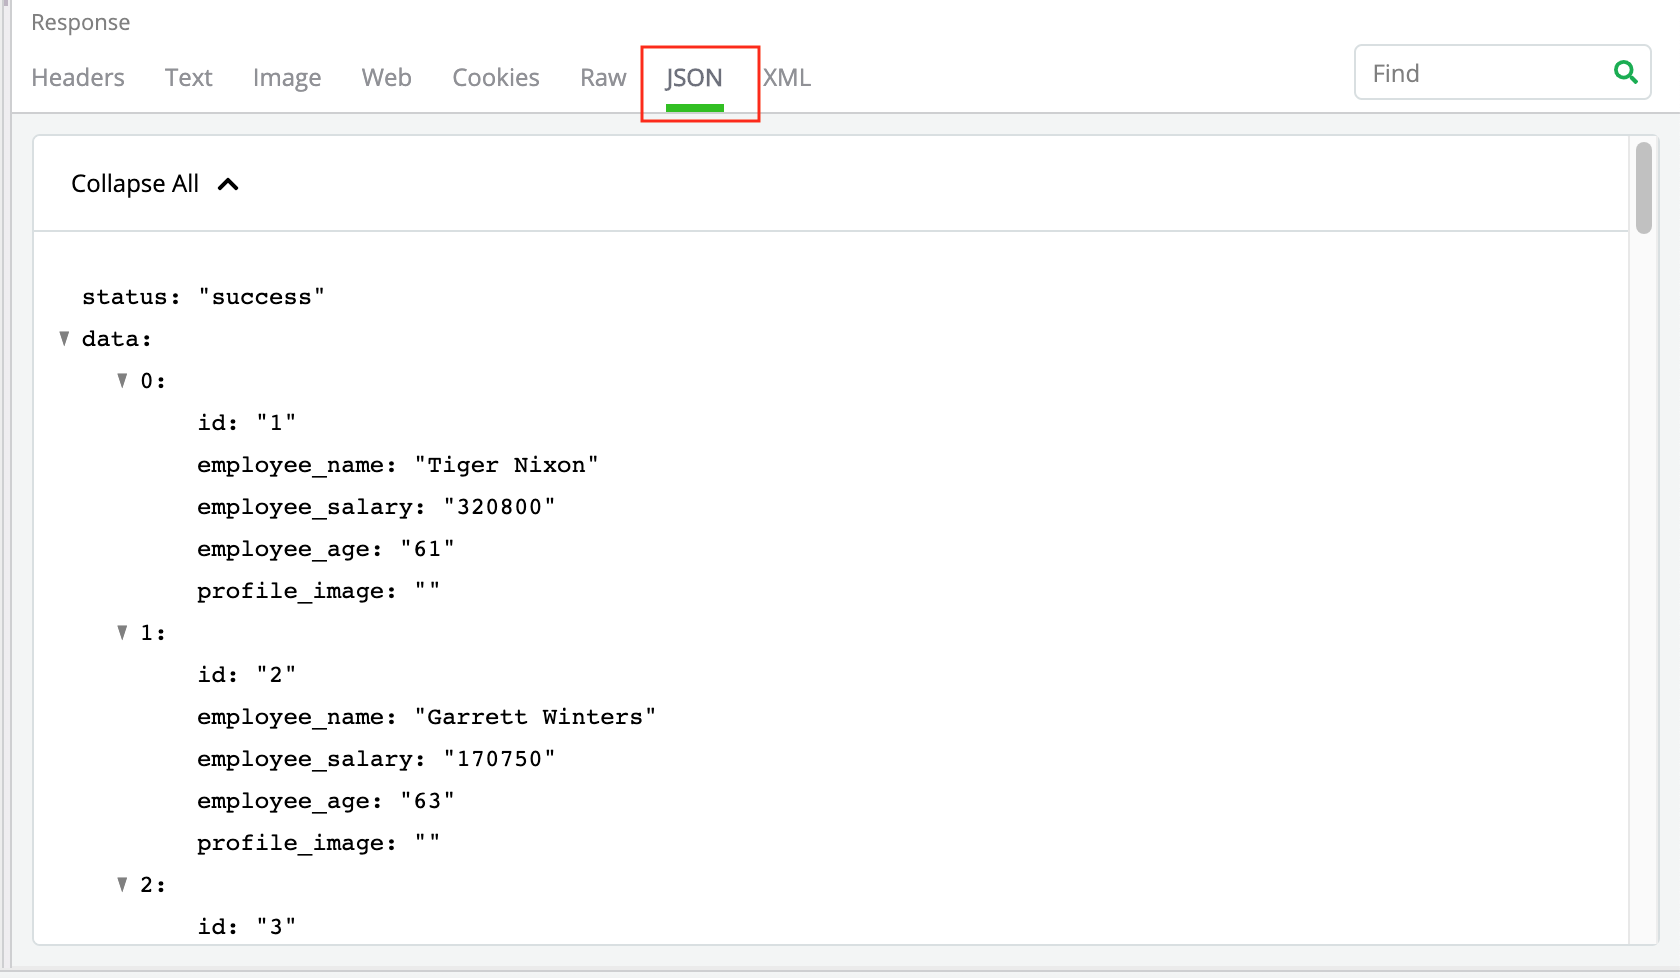 Response
Headers Text Image Web Cookies Raw JSON XML Find
Collapse All
status: "success"
data:
0:
id: "1"
employee_name: "Tiger Nixon"
employee_salary: "320800"
employee_age: "61"
profile_image: ""
1:
id: "2"
employee_name: "Garrett Winters"
employee_salary: "170750"
employee_age: "63"
profile_image: ""
2:
id: "3"